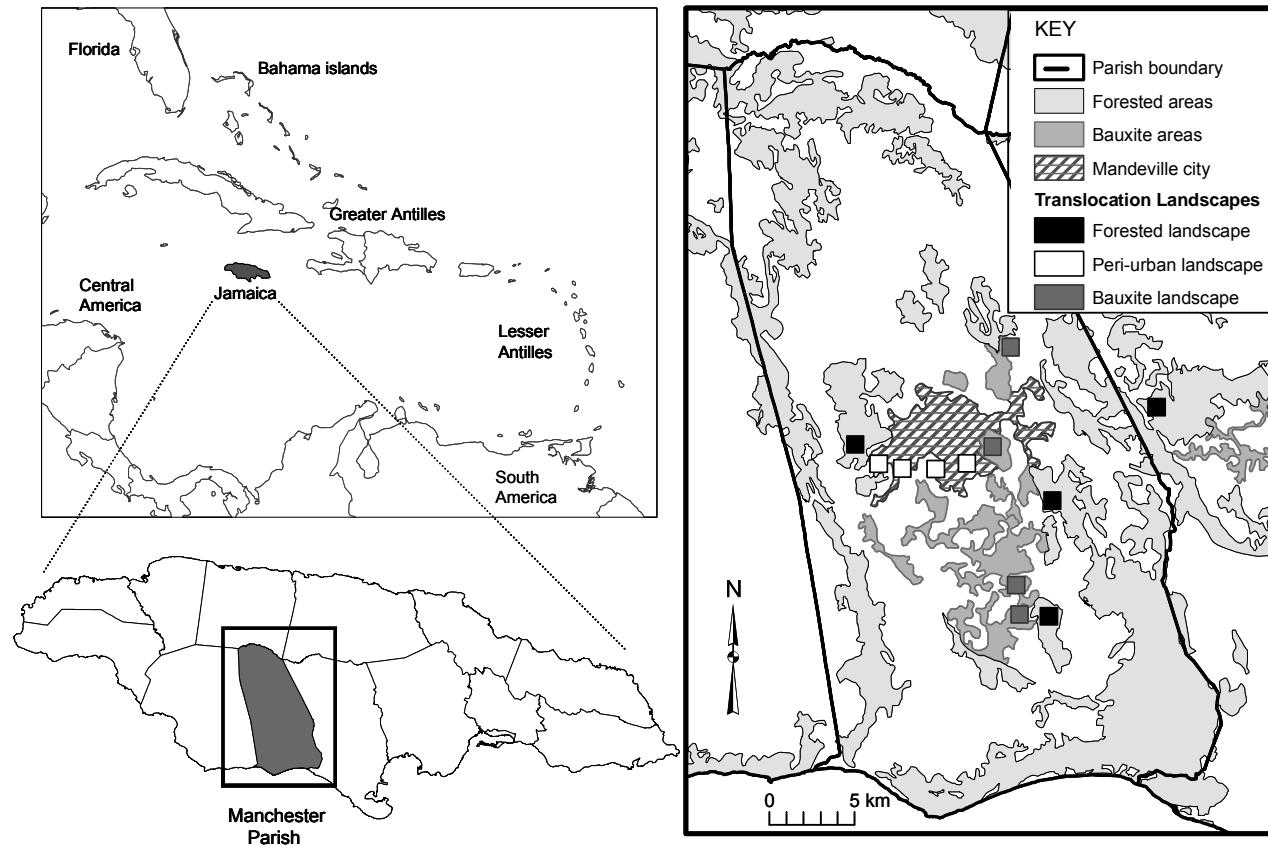 Florida
Bahama islands
Greater Antilles
Central
America
Jamaica
Lesser
Antilles
South
America
Manchester
Parish
KEY
Parish boundary
Forested areas
Bauxite areas
Mandeville city
Translocation Landscapes
Forested landscape
Peri-urban landscape
Bauxite landscape
N
0 5 km